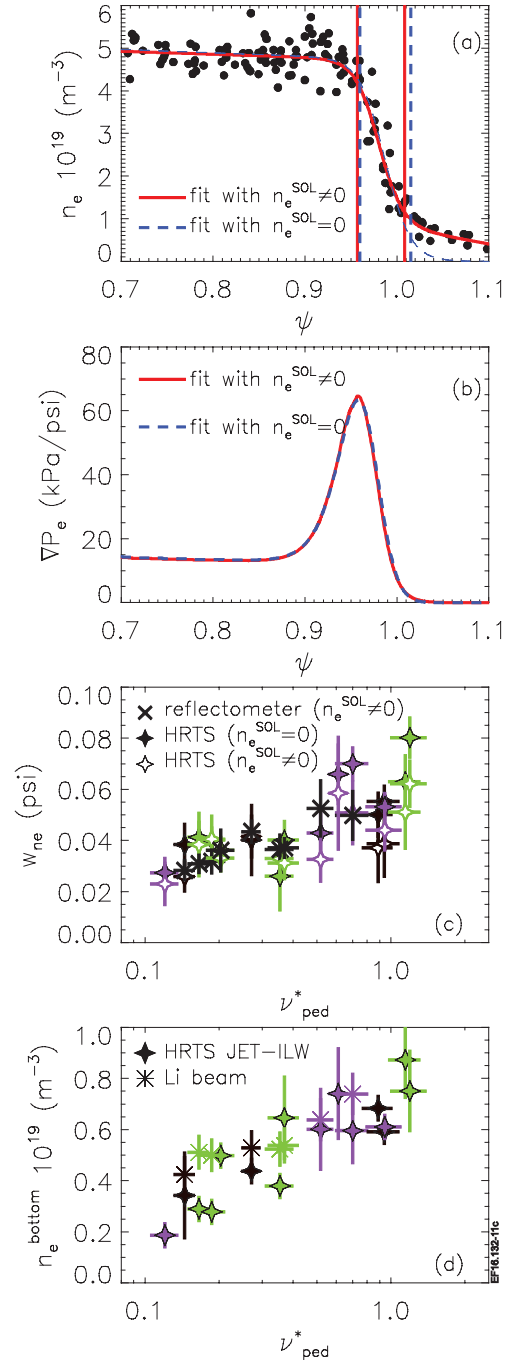 6
5
4
3
2
1
0
n_e 10^19 (m^−3)
(a)
fit with n_e^SOL≠0
fit with n_e^SOL=0
0.7 0.8 0.9 1.0 1.1
ψ
80
60
40
20
0
∇P_e (kPa/psi)
(b)
fit with n_e^SOL≠0
fit with n_e^SOL=0
0.7 0.8 0.9 1.0 1.1
ψ
0.10
0.08
0.06
0.04
0.02
0.00
w_ne (psi)
reflectometer (n_e^SOL≠0)
HRTS (n_e^SOL=0)
HRTS (n_e^SOL≠0)
(c)
0.1 1.0
ν*_ped
1.0
0.8
0.6
0.4
0.2
0.0
n_e^bottom 10^19 (m^−3)
HRTS JET−ILW
Li beam
(d)
0.1 1.0
ν*_ped
EF16.132-11c